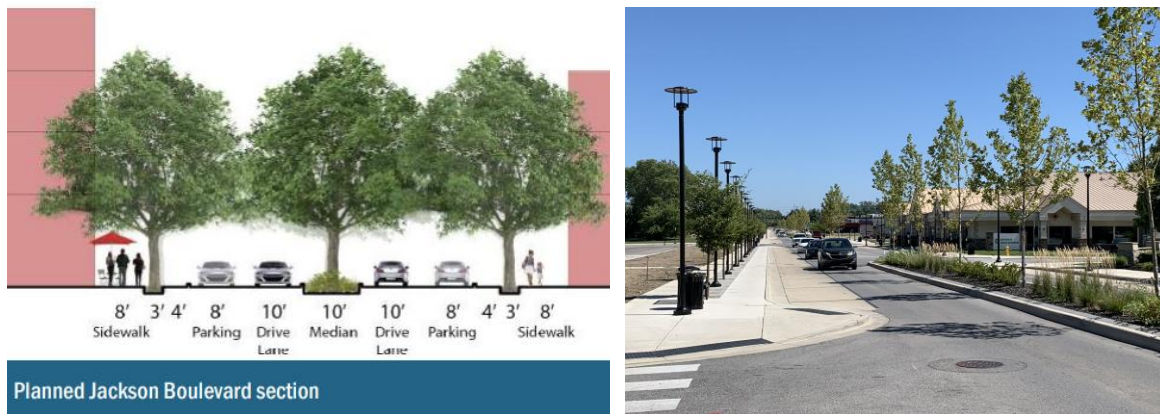 8' 3' 4' 8' 10' 10' 10' 8' 4' 3' 8'
Sidewalk Parking Drive Median Drive Parking Sidewalk
Lane Lane
Planned Jackson Boulevard section